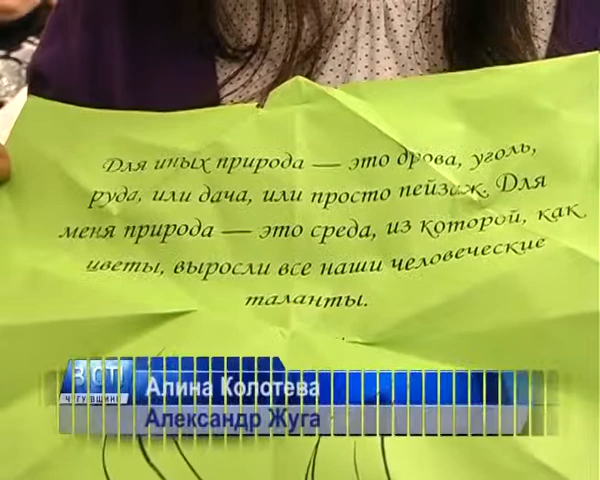 Для иных природа — это дрова, уголь,
руда, или дача, или просто пейзаж. Для
меня природа — это среда, из которой, как
цветы, выросли все наши человеческие
таланты.
Алина Колотева
Александр Жуга